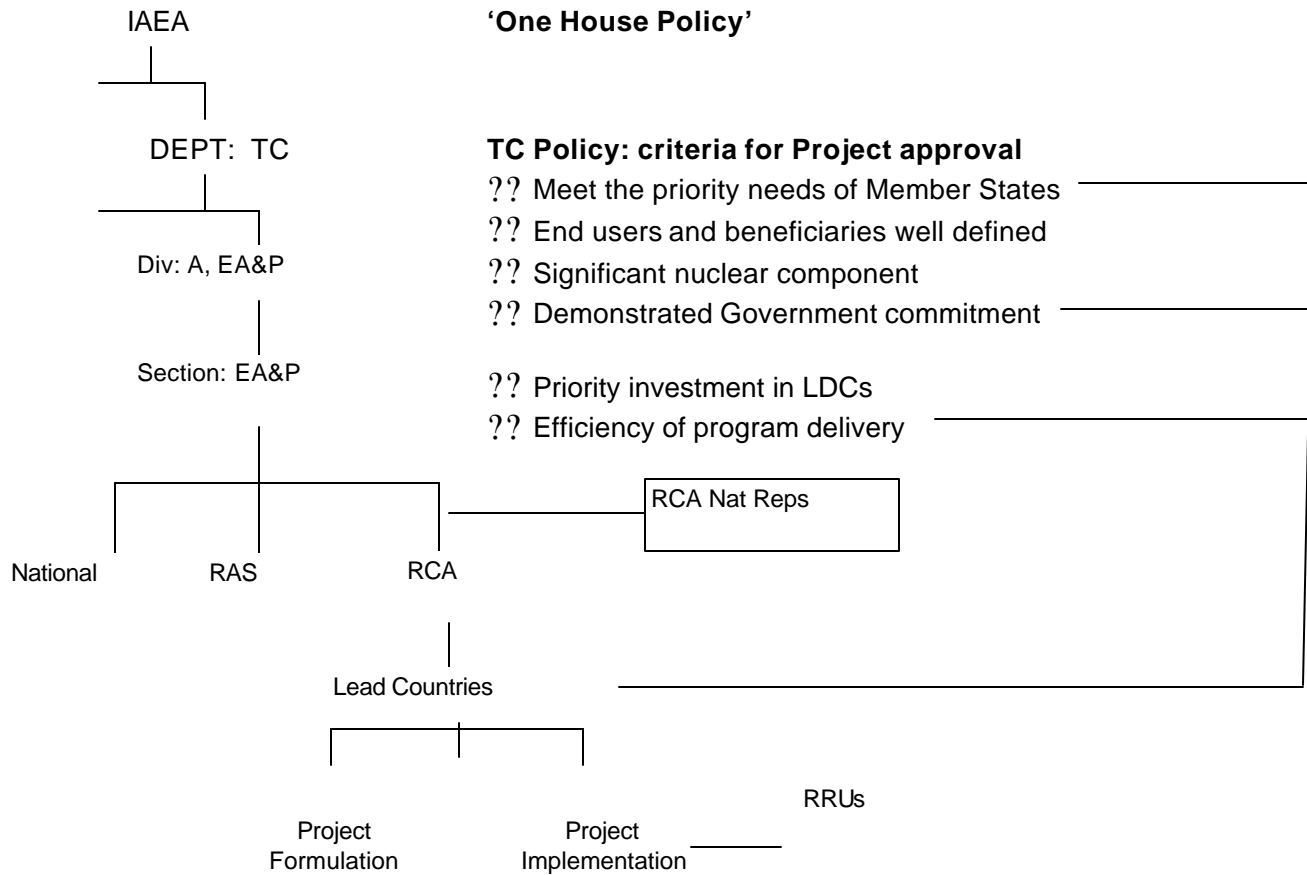 IAEA
‘One House Policy’
DEPT: TC
TC Policy: criteria for Project approval
?? Meet the priority needs of Member States
?? End users and beneficiaries well defined
Div: A, EA&P
?? Significant nuclear component
?? Demonstrated Government commitment
Section: EA&P
?? Priority investment in LDCs
?? Efficiency of program delivery
RCA Nat Reps
National
RAS
RCA
Lead Countries
RRUs
Project
Formulation
Project
Implementation